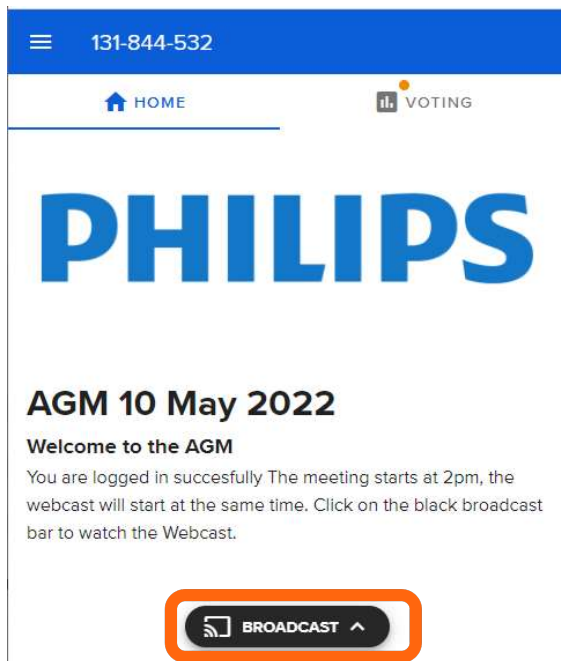 131-844-532
HOME
VOTING
PHILIPS
AGM 10 May 2022
Welcome to the AGM
You are logged in succesfully The meeting starts at 2pm, the
webcast will start at the same time. Click on the black broadcast
bar to watch the Webcast.
BROADCAST